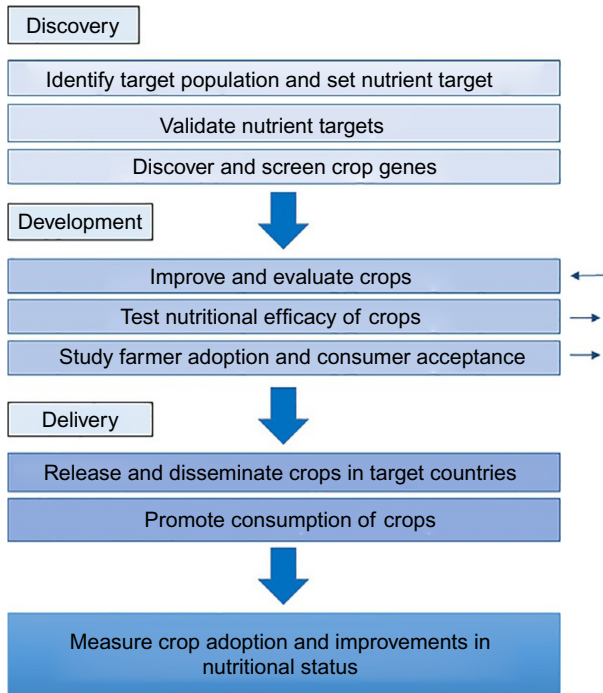 Discovery
Identify target population and set nutrient target
Validate nutrient targets
Discover and screen crop genes
Development
Improve and evaluate crops
Test nutritional efficacy of crops
Study farmer adoption and consumer acceptance
Delivery
Release and disseminate crops in target countries
Promote consumption of crops
Measure crop adoption and improvements in
nutritional status